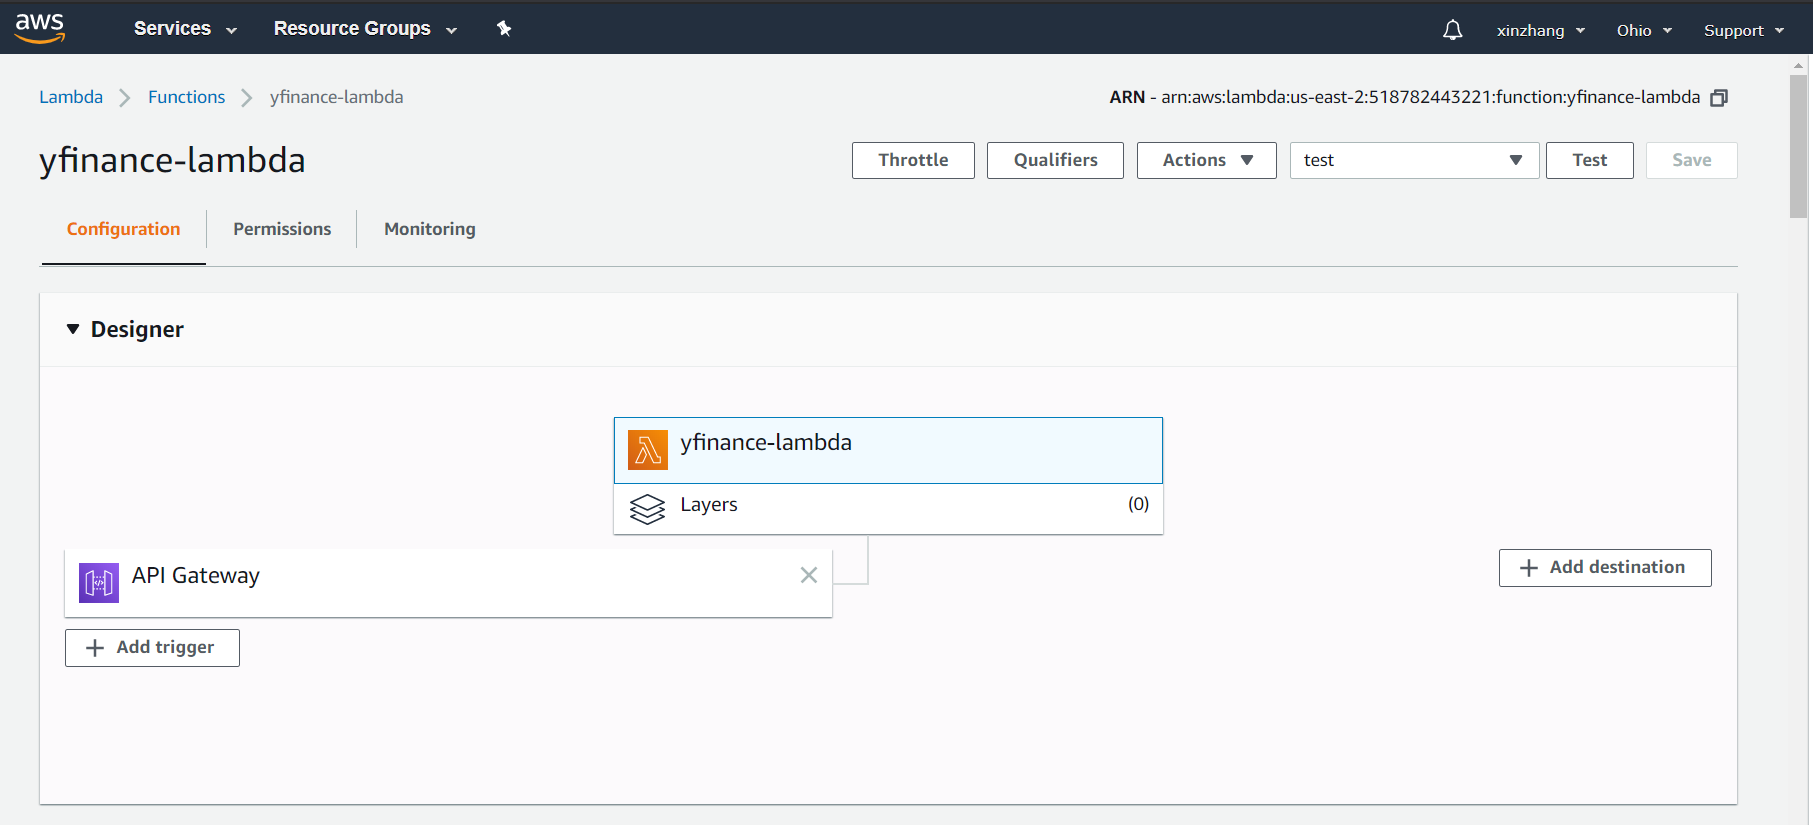 aws Services Resource Groups xinzhang Ohio Support
Lambda Functions yfinance-lambda ARN - arn:aws:lambda:us-east-2:518782443221:function:yfinance-lambda
yfinance-lambda Throttle Qualifiers Actions test Test Save
Configuration Permissions Monitoring
Designer
yfinance-lambda
Layers (0)
API Gateway
Add destination
Add trigger